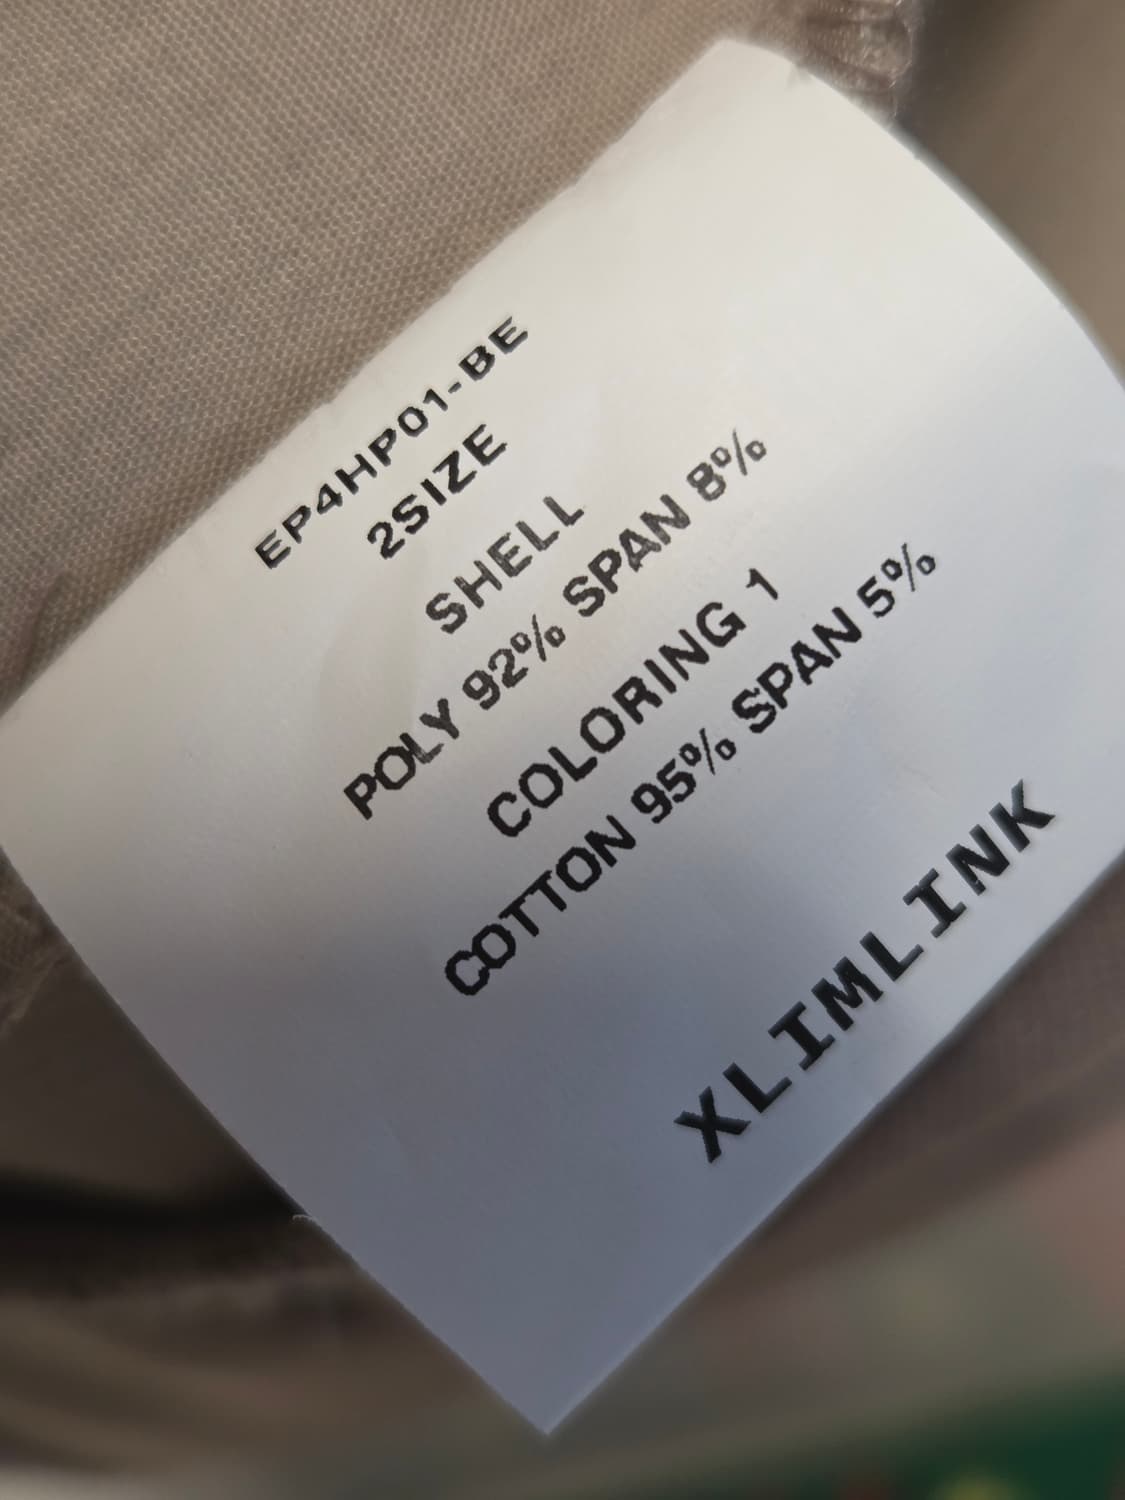 EP4HP01-BE
2SIZE
SHELL
POLY 92% SPAN 8%
COLORING 1
COTTON 95% SPAN 5%
XLIMLINK